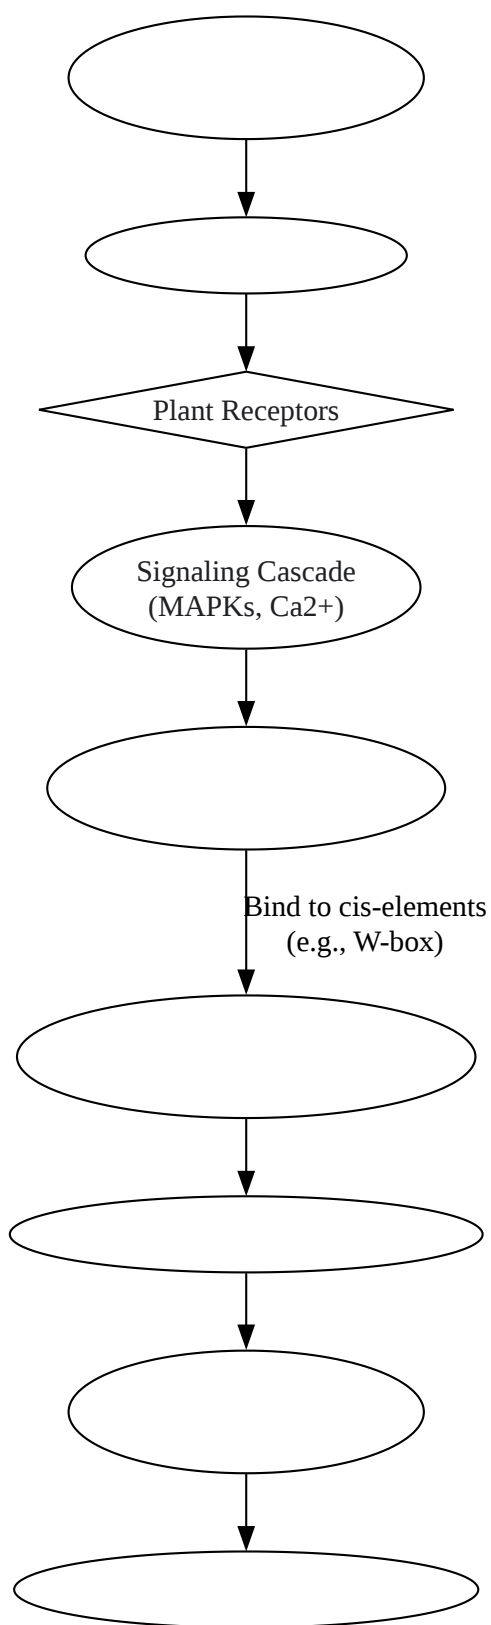 Plant Receptors
Signaling Cascade
(MAPKs, Ca2+)
Bind to cis-elements
(e.g., W-box)